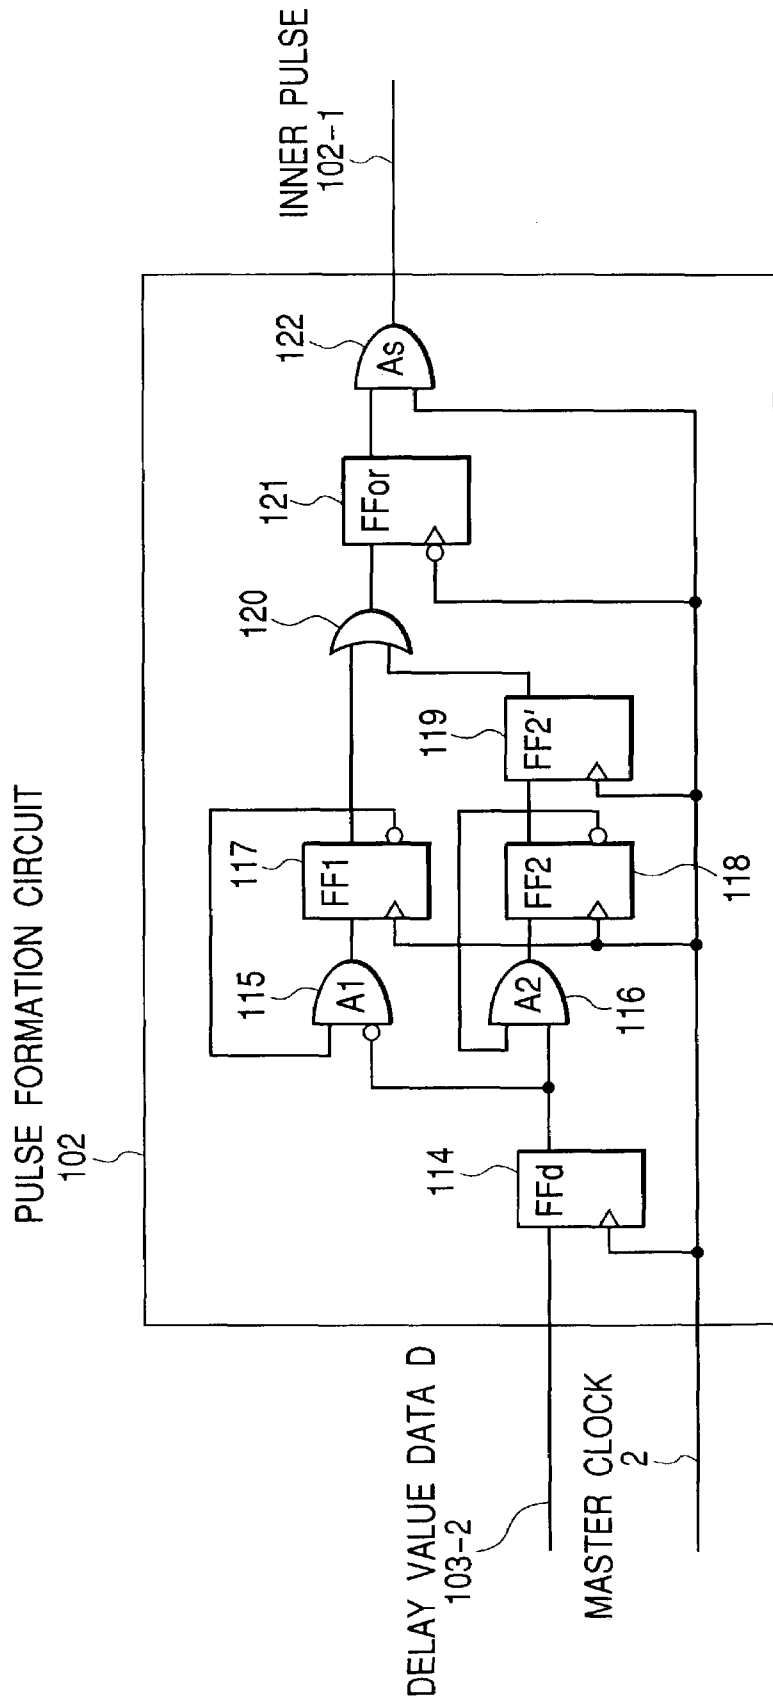 PULSE FORMATION CIRCUIT
102
DELAY VALUE DATA D
103-2
MASTER CLOCK
2
114
FFd
115
A1
A2
116
117
FF1
FF2
118
119
FF2'
120
121
FFor
122
As
INNER PULSE
102-1